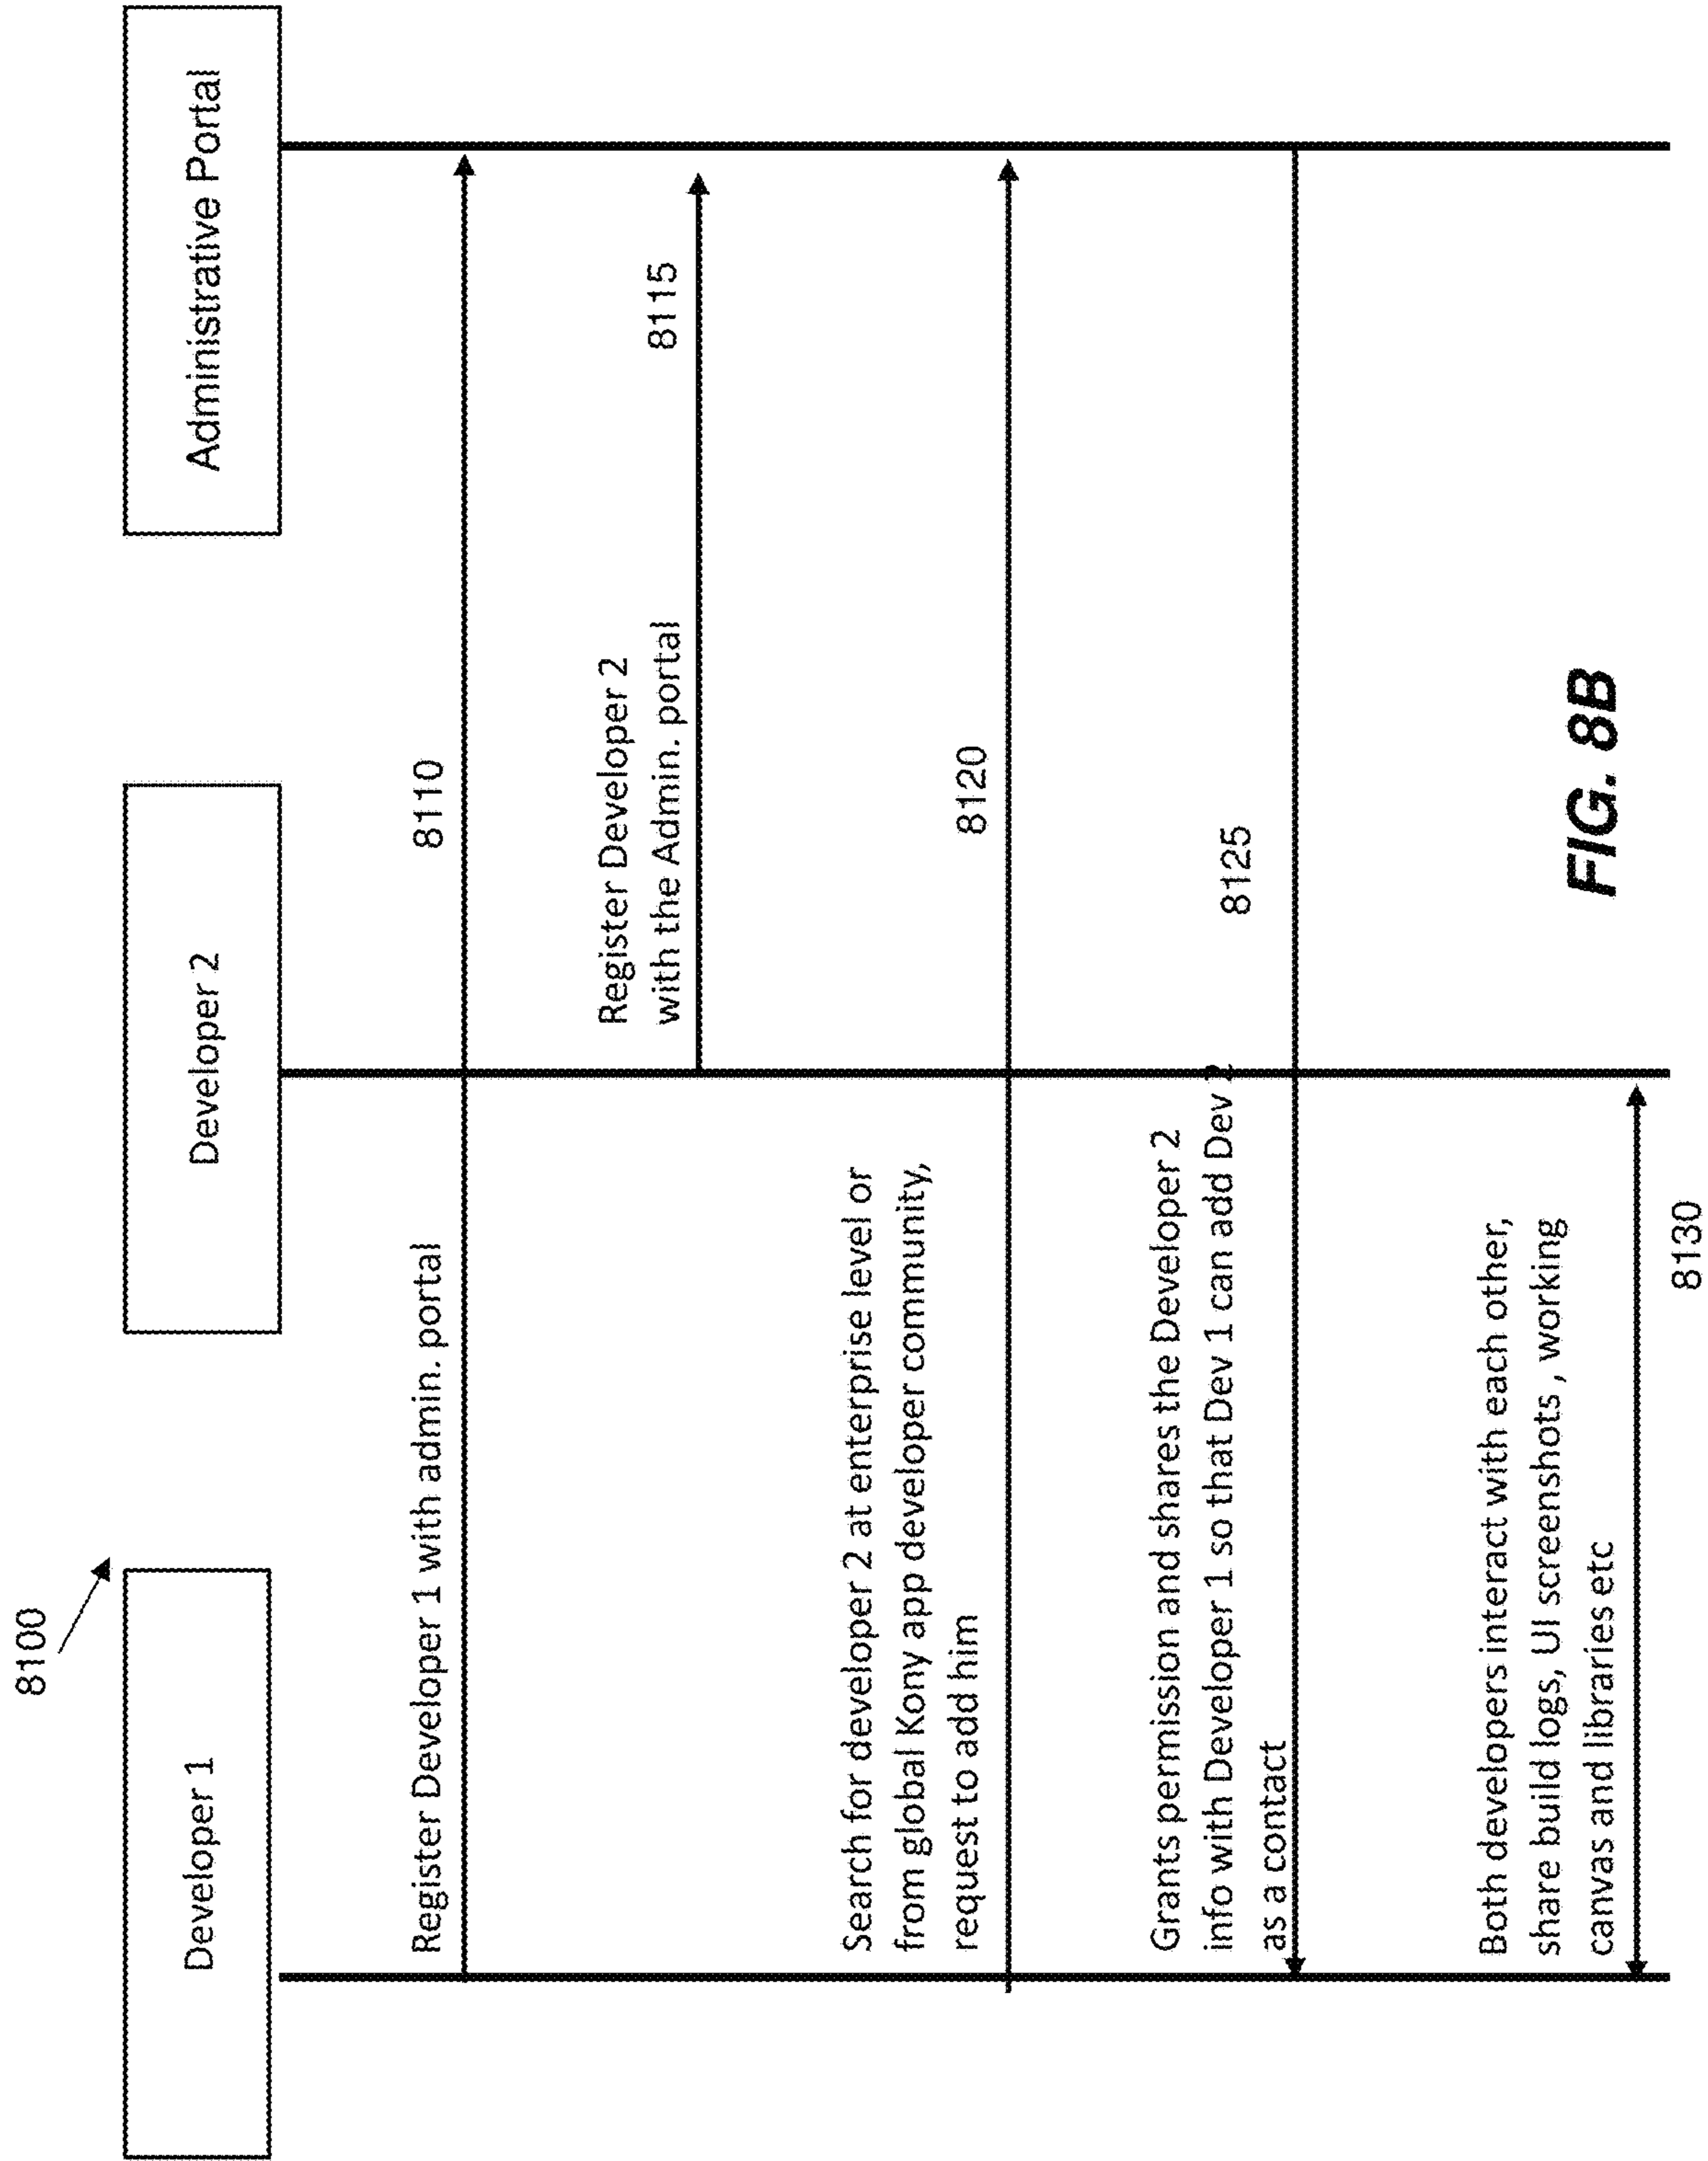 8100
Developer 1
Developer 2
Administrative Portal
Register Developer 1 with admin. portal
8110
Register Developer 2
with the Admin. portal
8115
Search for developer 2 at enterprise level or
from global Kony app developer community,
request to add him
8120
Grants permission and shares the Developer 2
info with Developer 1 so that Dev 1 can add Dev 2
as a contact
8125
Both developers interact with each other,
share build logs, UI screenshots , working
canvas and libraries etc
8130
FIG. 8B